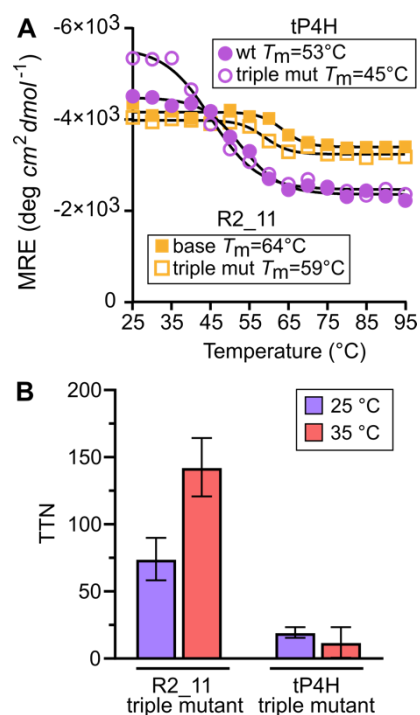 A
tP4H
wt Tm=53°C
triple mut Tm=45°C
MRE (deg cm² dmol⁻¹)
-6×10³
-4×10³
-2×10³
0
R2_11
base Tm=64°C
triple mut Tm=59°C
25 35 45 55 65 75 85 95
Temperature (°C)
B
25 °C
35 °C
TTN
200
150
100
50
25
0
R2_11
triple mutant
tP4H
triple mutant